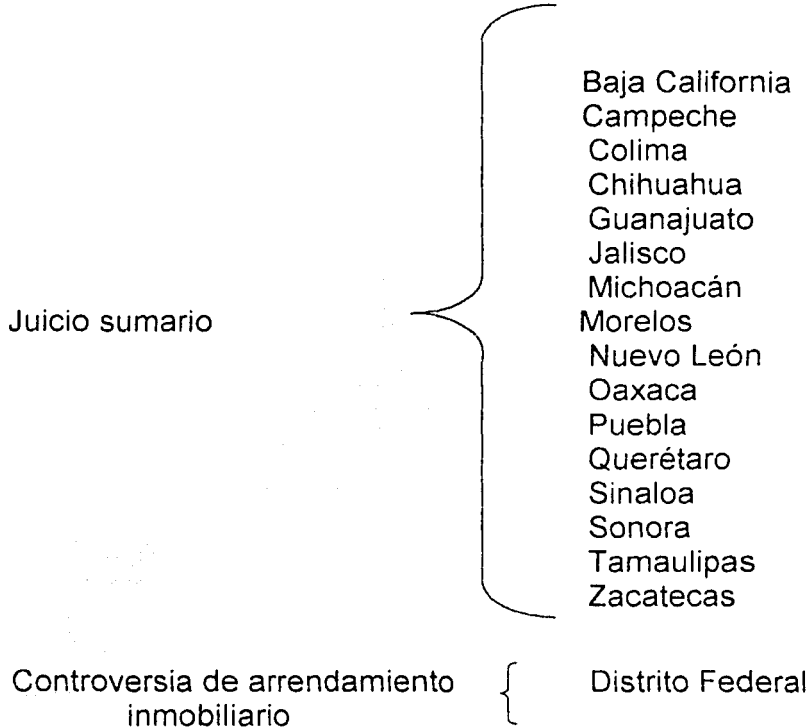 Juicio sumario
Baja California
Campeche
Colima
Chihuahua
Guanajuato
Jalisco
Michoacán
Morelos
Nuevo León
Oaxaca
Puebla
Querétaro
Sinaloa
Sonora
Tamaulipas
Zacatecas
Controversia de arrendamiento
inmobiliario
Distrito Federal